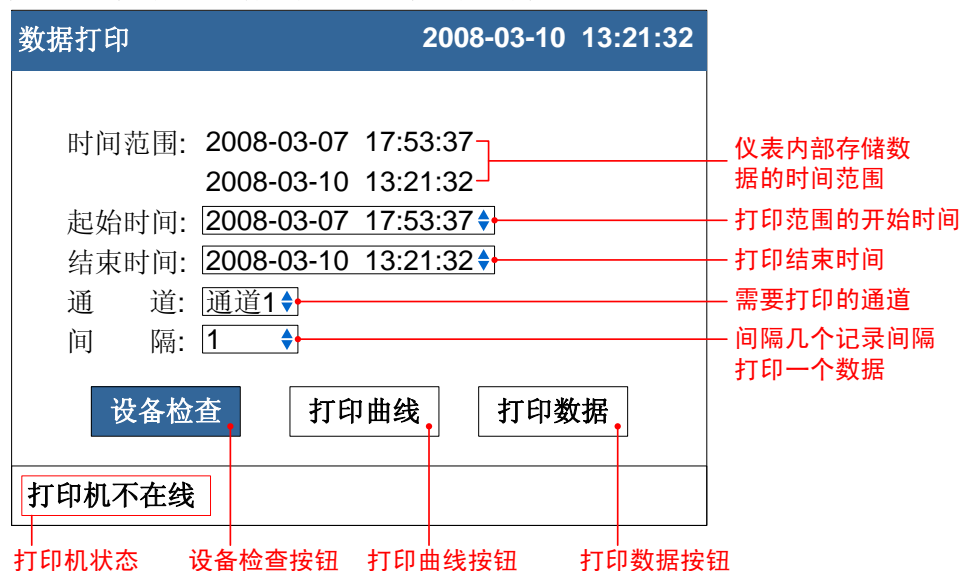 数据打印 2008-03-10 13:21:32
时间范围: 2008-03-07 17:53:37
2008-03-10 13:21:32
仪表内部存储数
据的时间范围
起始时间: 2008-03-07 17:53:37
打印范围的开始时间
结束时间: 2008-03-10 13:21:32
打印结束时间
通 道: 通道1
需要打印的通道
间 隔: 1
间隔几个记录间隔
打印一个数据
设备检查 打印曲线 打印数据
打印机不在线
打印机状态 设备检查按钮 打印曲线按钮 打印数据按钮